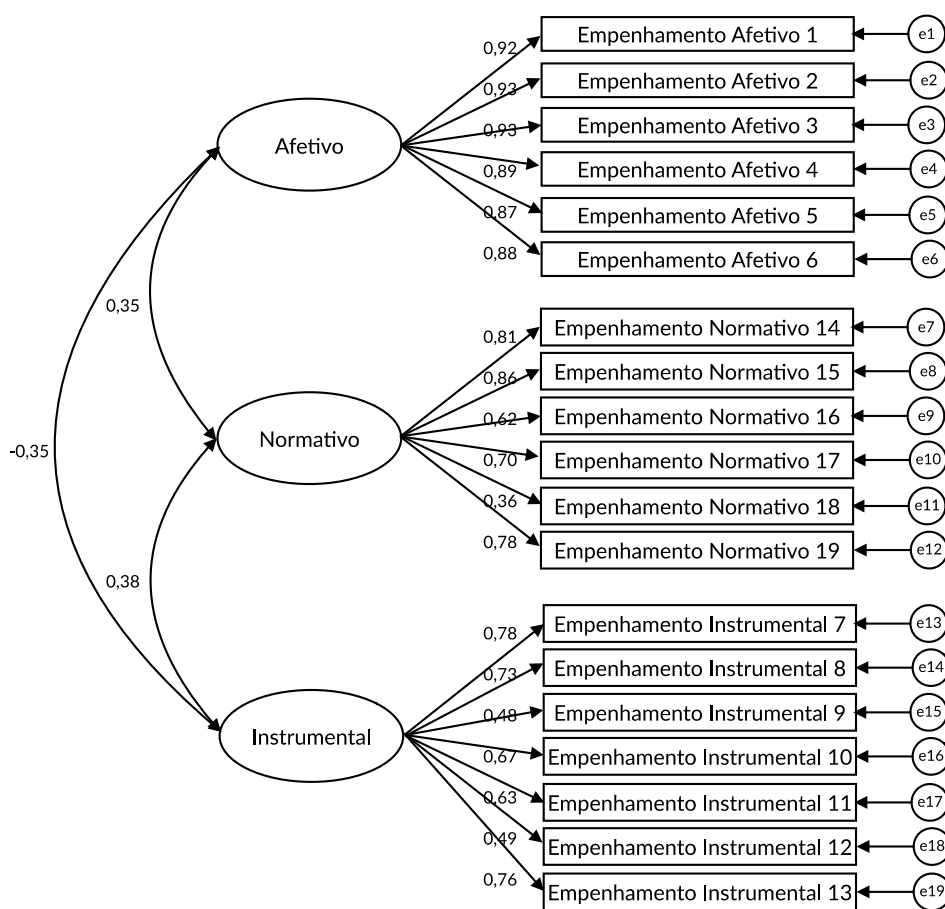 0,92
Empenhamento Afetivo 1
e1
0,93
Empenhamento Afetivo 2
e2
0,93
Empenhamento Afetivo 3
e3
Afetivo
0,89
Empenhamento Afetivo 4
e4
0,87
Empenhamento Afetivo 5
e5
0,88
Empenhamento Afetivo 6
e6
0,35
0,81
Empenhamento Normativo 14
e7
0,86
Empenhamento Normativo 15
e8
0,62
Empenhamento Normativo 16
e9
-0,35
Normativo
0,70
Empenhamento Normativo 17
e10
0,36
Empenhamento Normativo 18
e11
0,78
Empenhamento Normativo 19
e12
0,38
0,78
Empenhamento Instrumental 7
e13
0,73
Empenhamento Instrumental 8
e14
0,48
Empenhamento Instrumental 9
e15
Instrumental
0,67
Empenhamento Instrumental 10
e16
0,63
Empenhamento Instrumental 11
e17
0,49
Empenhamento Instrumental 12
e18
0,76
Empenhamento Instrumental 13
e19